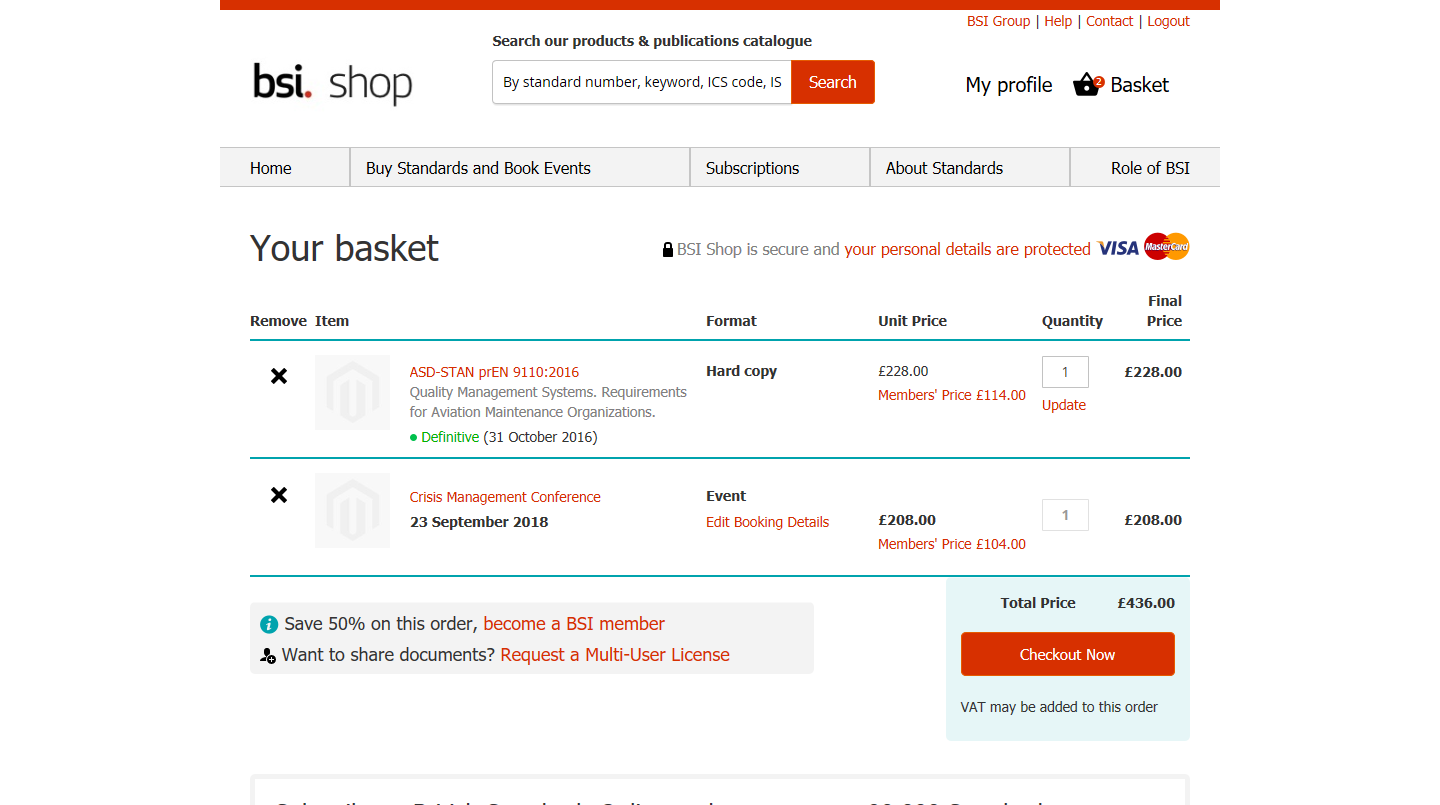 BSI Group | Help | Contact | Logout
Search our products & publications catalogue
bsi. shop
By standard number, keyword, ICS code, IS
Search
My profile
2
Basket
Home
Buy Standards and Book Events
Subscriptions
About Standards
Role of BSI
Your basket
BSI Shop is secure and your personal details are protected
VISA
MasterCard
Remove Item Format Unit Price Quantity Final Price
ASD-STAN prEN 9110:2016
Quality Management Systems. Requirements
for Aviation Maintenance Organizations.
Definitive (31 October 2016)
Hard copy
£228.00
Members' Price £114.00
1
Update
£228.00
Crisis Management Conference
23 September 2018
Event
Edit Booking Details
£208.00
Members' Price £104.00
1
£208.00
Save 50% on this order, become a BSI member
Want to share documents? Request a Multi-User License
Total Price £436.00
Checkout Now
VAT may be added to this order